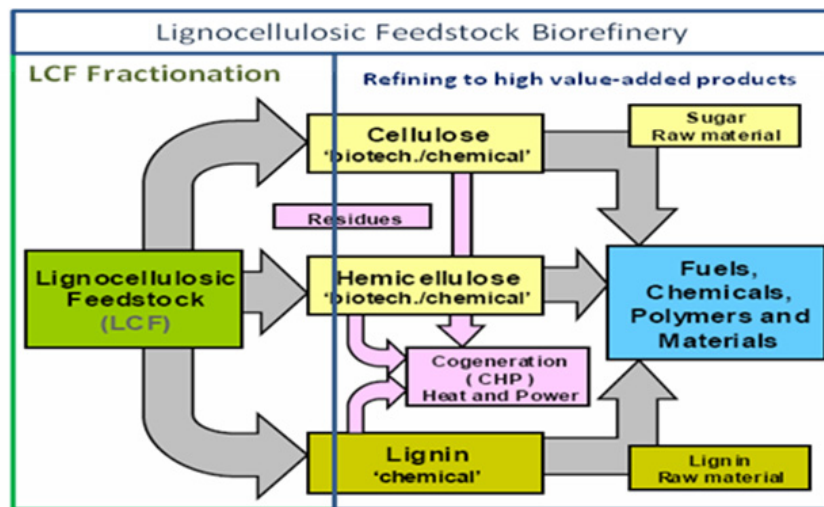 Lignocellulosic Feedstock Biorefinery
LCF Fractionation
Refining to high value-added products
Cellulose
'biotech./chemical'
Sugar
Raw material
Residues
Lignocellulosic
Feedstock
(LCF)
Hemicellulose
'biotech./chemical'
Fuels,
Chemicals,
Polymers and
Materials
Cogeneration
(CHP)
Heat and Power
Lignin
'chemical'
Lignin
Raw material